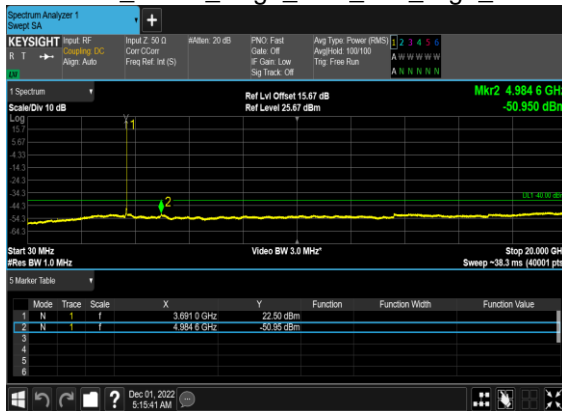 Spectrum Analyzer 1
Swept SA
KEYSIGHT Input: RF Input Z: 50 Ω #Atten: 20 dB PNO: Fast Avg Type: Power (RMS) 1 2 3 4 5 6
R T Coupling: DC Corr CCorr Gate: Off Avg|Hold: 100/100 A W W W W W
Align: Auto Freq Ref: Int (S) IF Gain: Low Trig: Free Run
Sig Track: Off A N N N N N
1 Spectrum Ref Lvl Offset 15.67 dB Mkr2 4.984 6 GHz
Scale/Div 10 dB Ref Level 25.67 dBm -50.950 dBm
Log
15.7
5.67
-4.33
-14.3
-24.3
-34.3
-44.3
-54.3
-64.3
1
2
Start 30 MHz Video BW 3.0 MHz* Stop 20.000 GH
#Res BW 1.0 MHz Sweep ~38.3 ms (40001 pts
5 Marker Table
Mode Trace Scale X Y Function Function Width Function Value
1 N 1 f 3.691 0 GHz 22.50 dBm
2 N 1 f 4.984 6 GHz -50.95 dBm
3
4
5
6
? Dec 01, 2022
5:15:41 AM